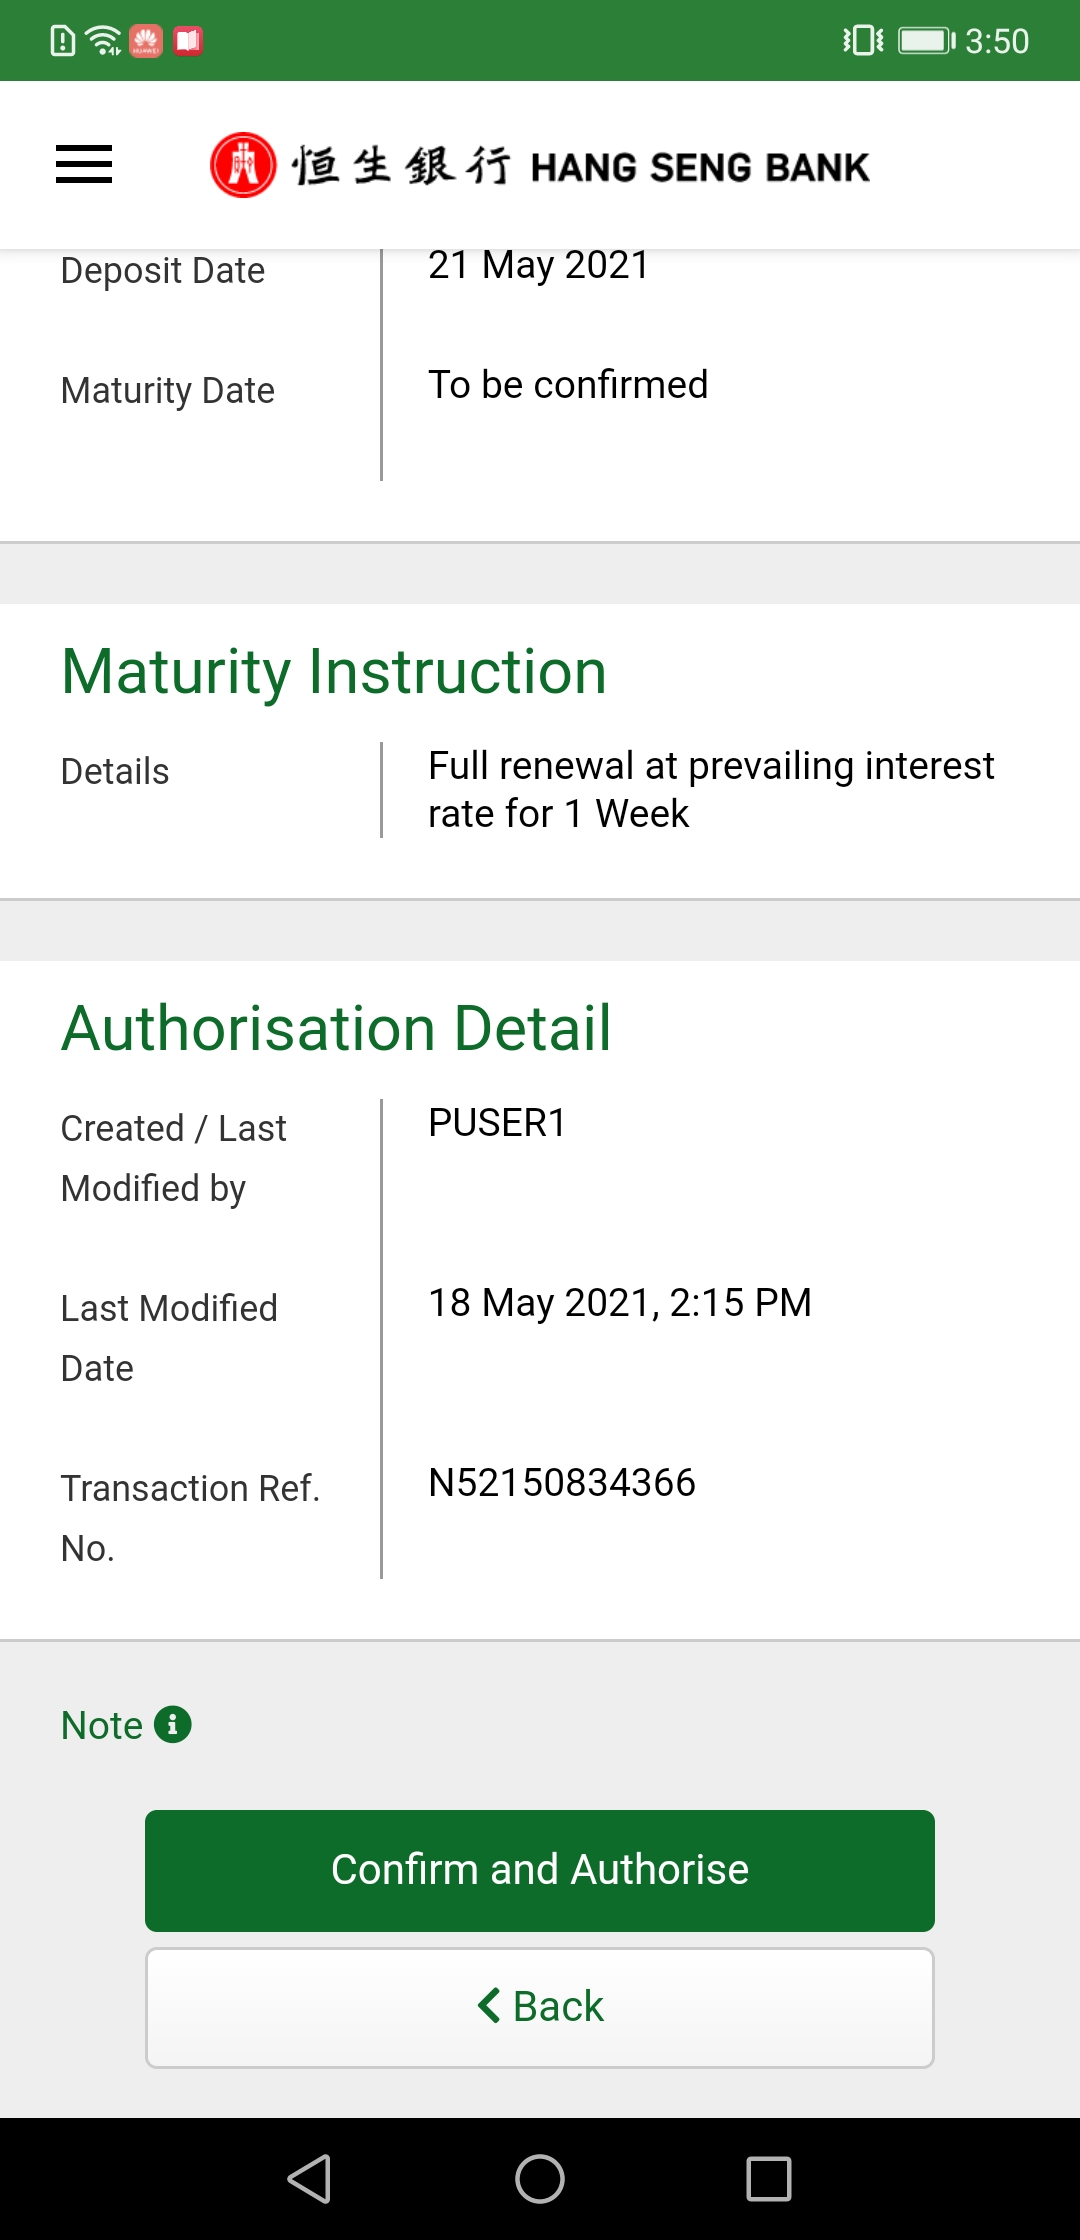 3:50
恒生銀行 HANG SENG BANK
Deposit Date
21 May 2021
Maturity Date
To be confirmed
Maturity Instruction
Details
Full renewal at prevailing interest
rate for 1 Week
Authorisation Detail
Created / Last
Modified by
PUSER1
Last Modified
Date
18 May 2021, 2:15 PM
Transaction Ref.
No.
N52150834366
Note
Confirm and Authorise
Back